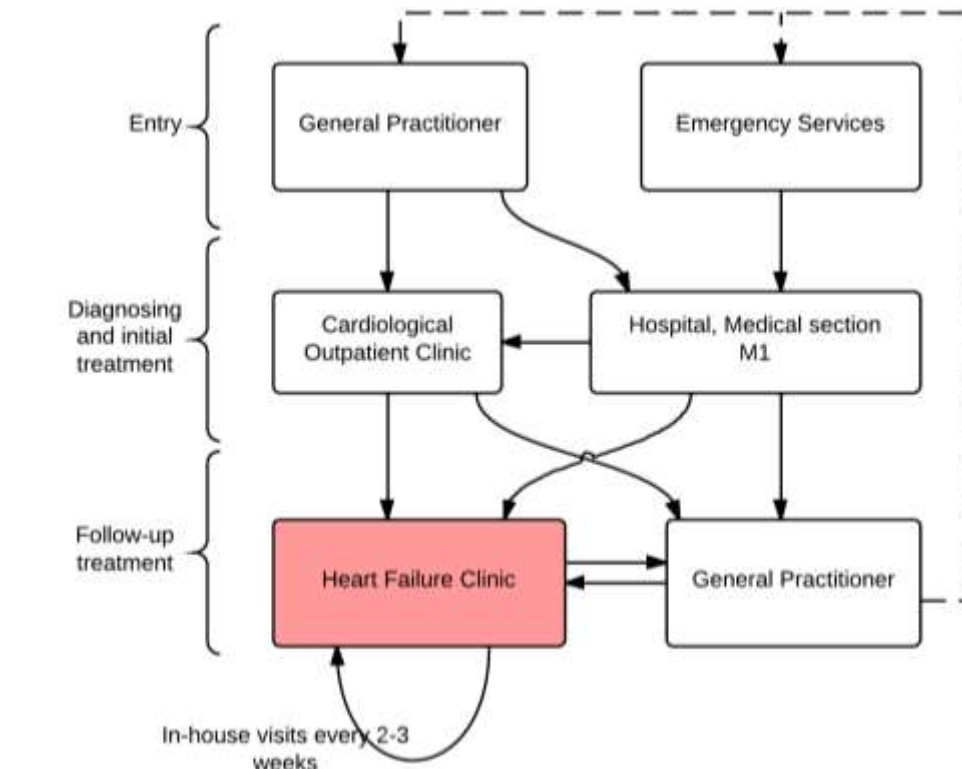 Entry
General Practitioner
Emergency Services
Diagnosing
and initial
treatment
Cardiological
Outpatient Clinic
Hospital, Medical section
M1
Follow-up
treatment
Heart Failure Clinic
General Practitioner
In-house visits every 2-3
weeks